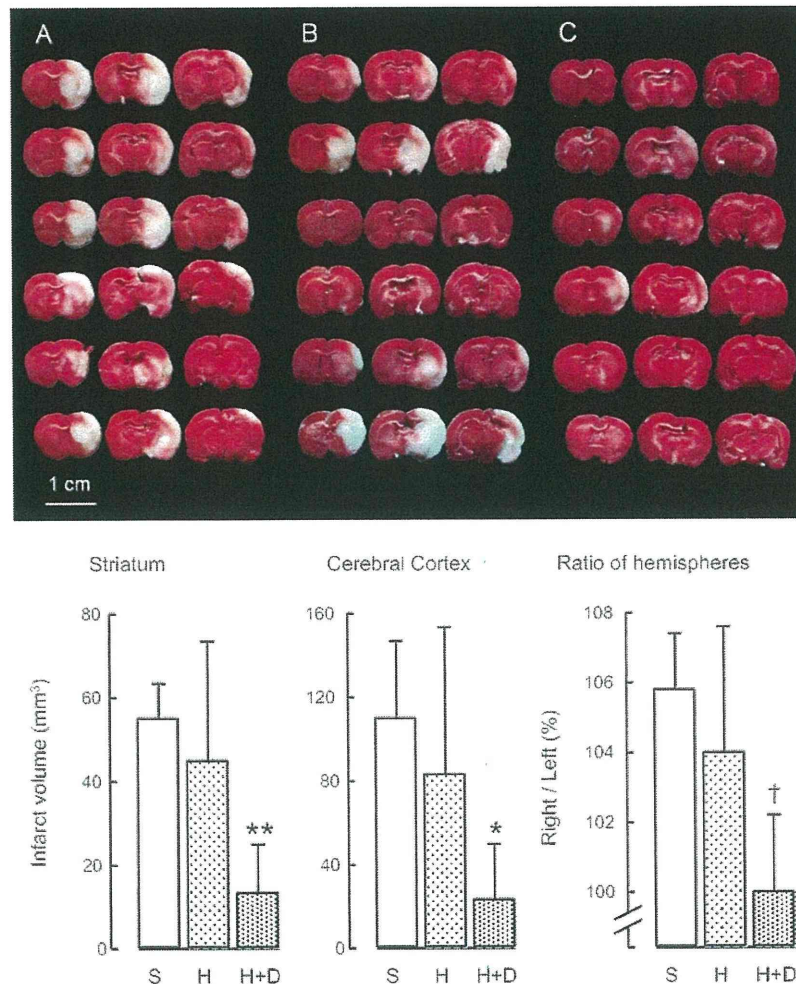 A B C
1 cm
Striatum
Infarct volume (mm³)
80
60
40
20
0
**
S H H+D
Cerebral Cortex
160
120
80
40
0
*
S H H+D
Ratio of hemispheres
Right / Left (%)
108
106
104
102
100
†
S H H+D